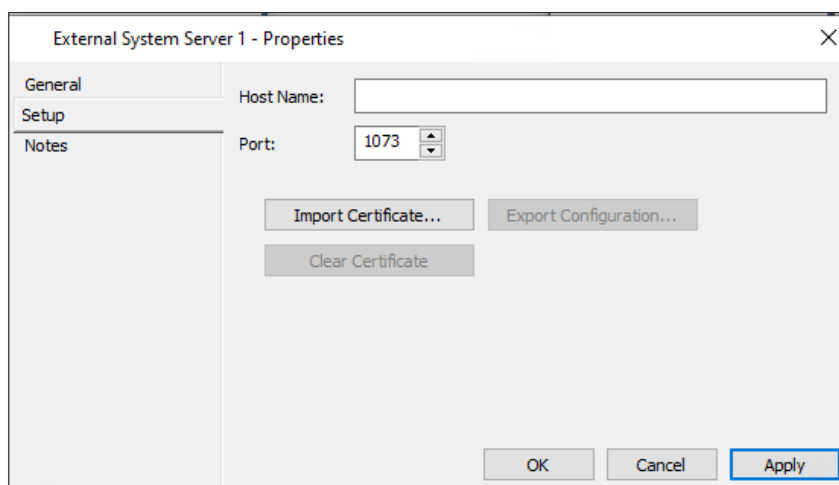 External System Server 1 - Properties
General
Setup
Notes
Host Name:
Port: 1073
Import Certificate... Export Configuration...
Clear Certificate
OK Cancel Apply